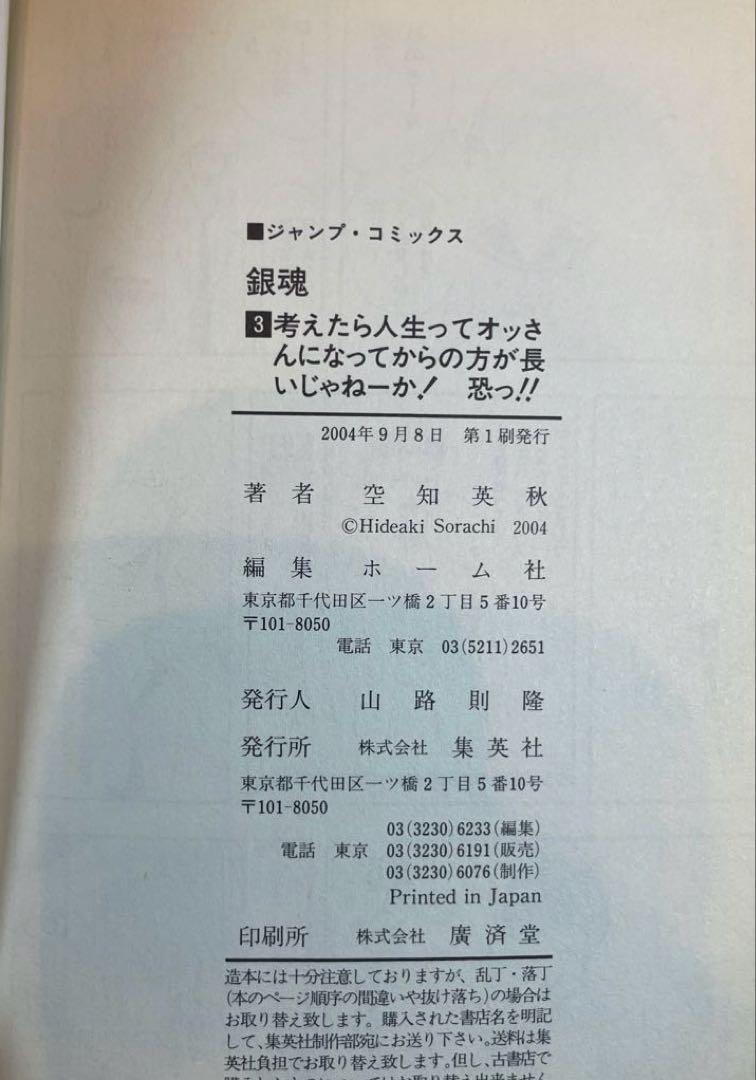 ■ジャンプ・コミックス
銀魂
3考えたら人生ってオッさ
んになってからの方が長
いじゃねーか! 恐っ!!
2004年9月8日 第1刷発行
著者 空知英秋
©Hideaki Sorachi 2004
編集 ホーム社
東京都千代田区一ツ橋2丁目5番10号
〒101-8050
電話 東京 03(5211)2651
発行人 山路則隆
発行所 株式会社 集英社
東京都千代田区一ツ橋2丁目5番10号
〒101-8050
03(3230)6233(編集)
電話 東京 03(3230)6191(販売)
03(3230)6076(制作)
Printed in Japan
印刷所 株式会社 廣済堂
造本には十分注意しておりますが、乱丁・落丁
(本のページ順序の間違いや抜け落ち)の場合は
お取り替え致します。購入された書店名を明記
して、集英社制作部宛にお送り下さい。送料は集
英社負担でお取り替え致します。但し、古書店で